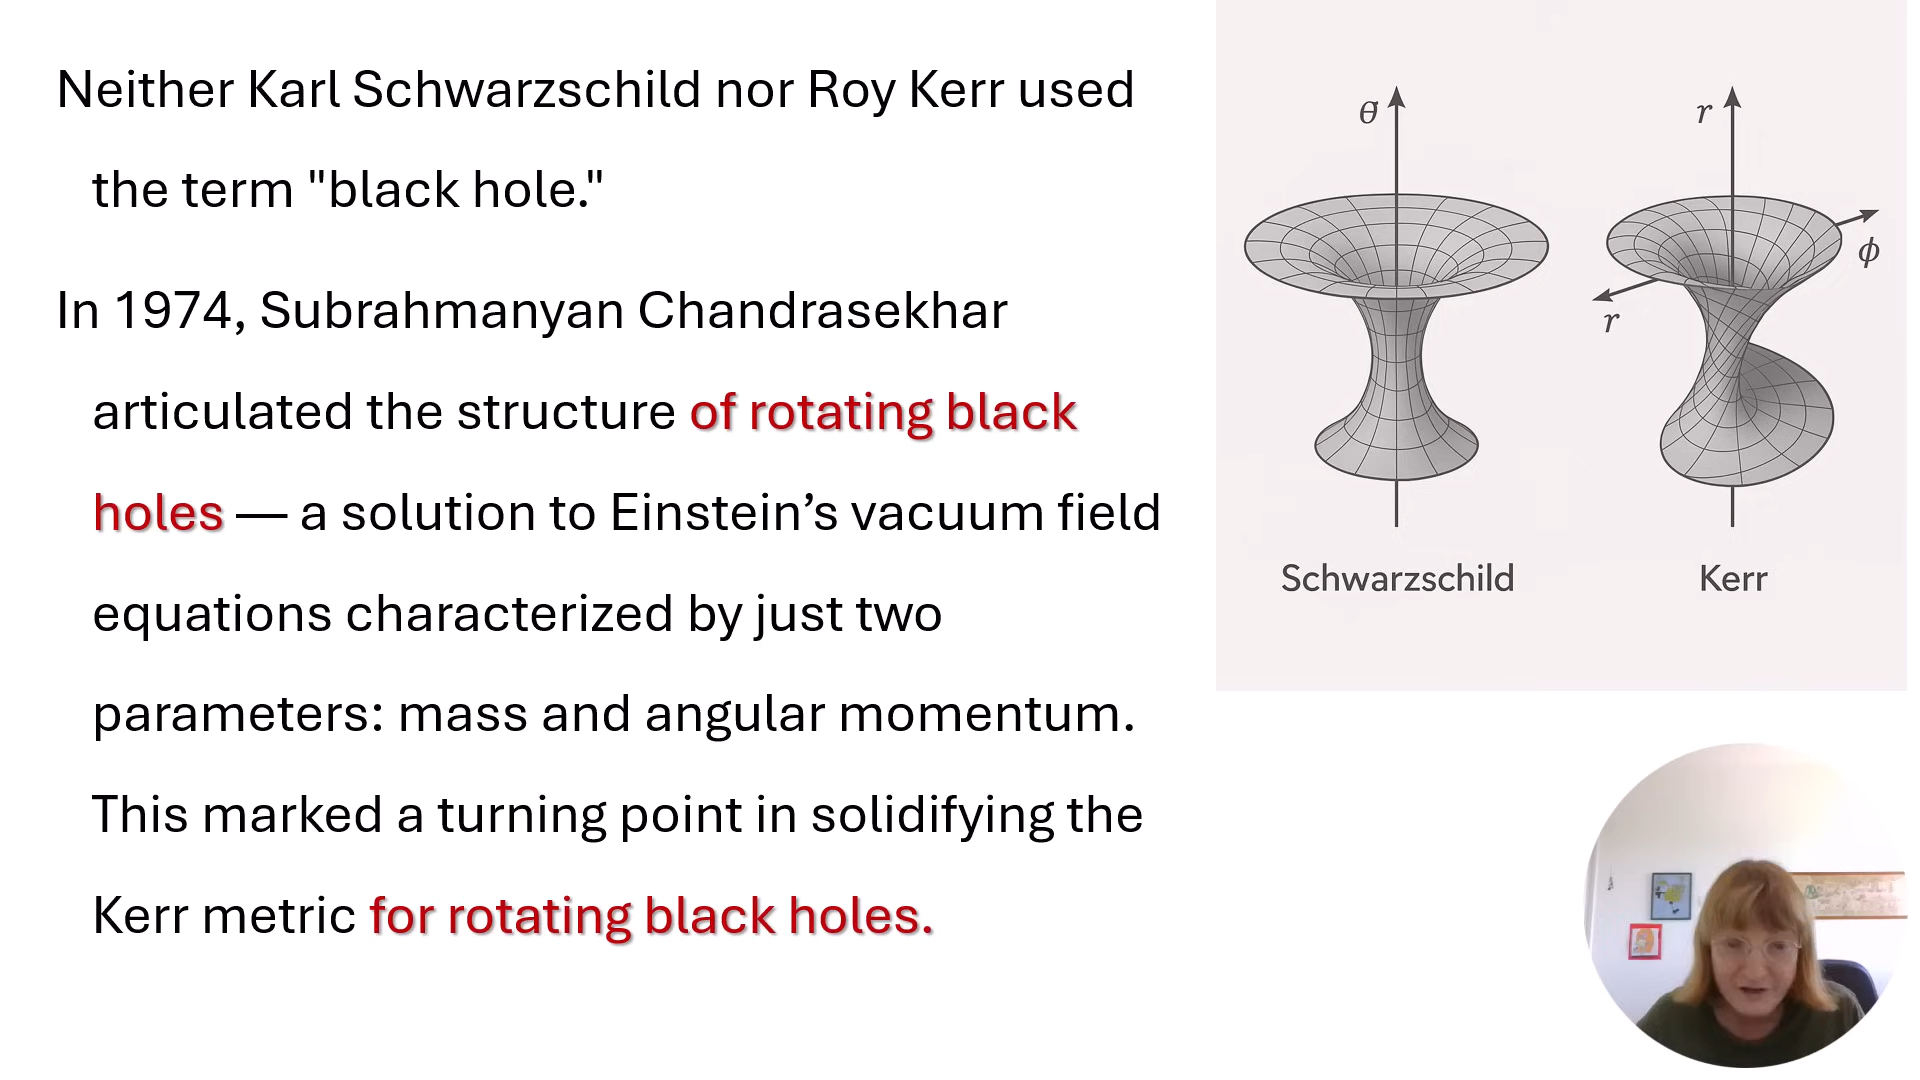 Neither Karl Schwarzschild nor Roy Kerr used
the term "black hole."
In 1974, Subrahmanyan Chandrasekhar
articulated the structure of rotating black
holes — a solution to Einstein’s vacuum field
equations characterized by just two
parameters: mass and angular momentum.
This marked a turning point in solidifying the
Kerr metric for rotating black holes.
θ
r
ϕ
r
Schwarzschild
Kerr